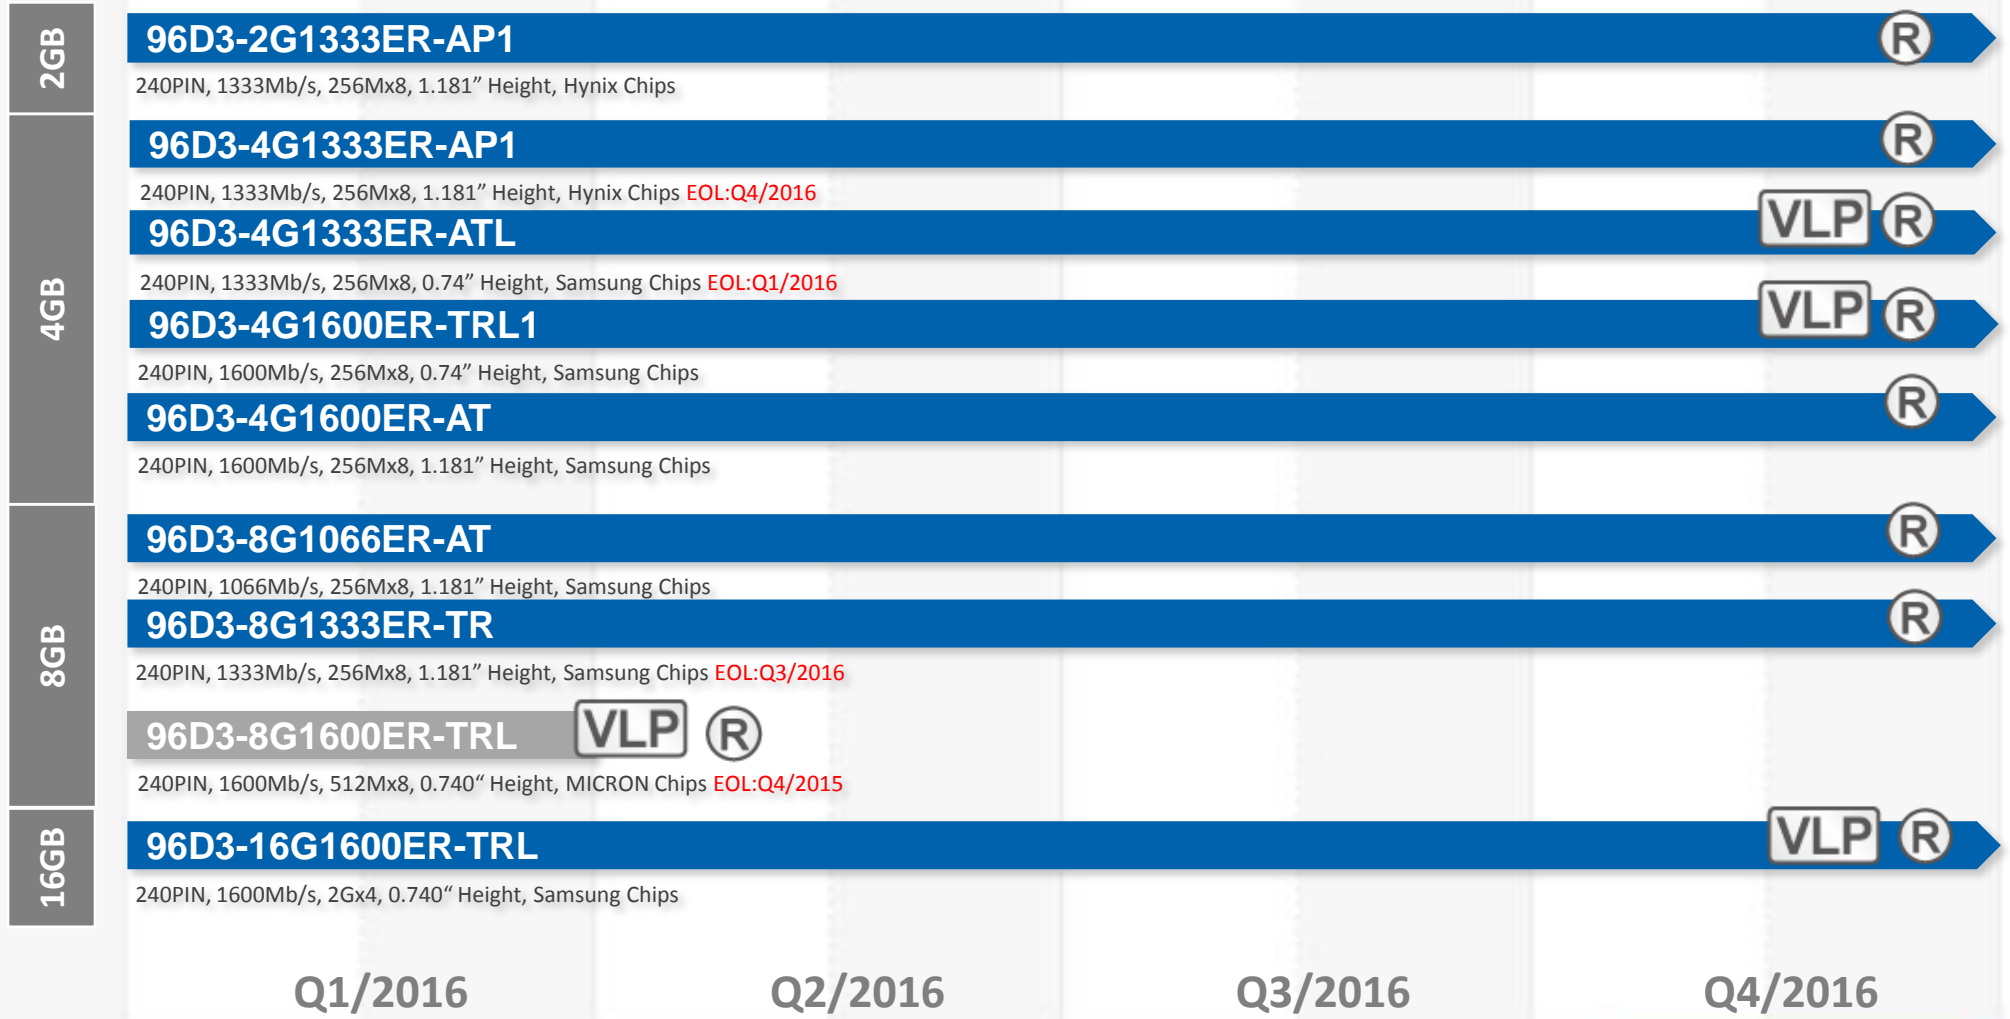 2GB
96D3-2G1333ER-AP1 R
240PIN, 1333Mb/s, 256Mx8, 1.181” Height, Hynix Chips
4GB
96D3-4G1333ER-AP1 R
240PIN, 1333Mb/s, 256Mx8, 1.181” Height, Hynix Chips EOL:Q4/2016
96D3-4G1333ER-ATL VLP R
240PIN, 1333Mb/s, 256Mx8, 0.74” Height, Samsung Chips EOL:Q1/2016
96D3-4G1600ER-TRL1 VLP R
240PIN, 1600Mb/s, 256Mx8, 0.74” Height, Samsung Chips
96D3-4G1600ER-AT R
240PIN, 1600Mb/s, 256Mx8, 1.181” Height, Samsung Chips
8GB
96D3-8G1066ER-AT R
240PIN, 1066Mb/s, 256Mx8, 1.181” Height, Samsung Chips
96D3-8G1333ER-TR R
240PIN, 1333Mb/s, 256Mx8, 1.181” Height, Samsung Chips EOL:Q3/2016
96D3-8G1600ER-TRL VLP R
240PIN, 1600Mb/s, 512Mx8, 0.740“ Height, MICRON Chips EOL:Q4/2015
16GB
96D3-16G1600ER-TRL VLP R
240PIN, 1600Mb/s, 2Gx4, 0.740“ Height, Samsung Chips
Q1/2016 Q2/2016 Q3/2016 Q4/2016